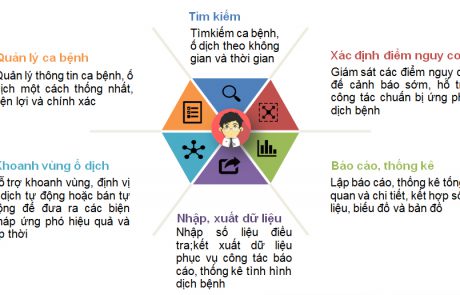 Tìm kiếm
Tìmkiếm ca bệnh,
ổ dịch theo không
gian và thời gian
Quản lý ca bệnh
Quản lý thông tin ca bệnh, ổ
dịch một cách thống nhất,
iện lợi và chính xác
Xác định điểm nguy cơ
Giám sát các điểm nguy c
để cảnh báo sớm, hỗ tr
công tác chuẩn bị ứng ph
dịch bệnh
Khoanh vùng ổ dịch
ỗ trợ khoanh vùng, định vị
dịch tự động hoặc bán tự
ộng để đưa ra các biện
háp ứng phó hiệu quả và
p thời
Báo cáo, thống kê
Lập báo cáo, thống kê tổng
quan và chi tiết, kết hợp số
liệu, biểu đồ và bản đồ
Nhập, xuất dữ liệu
Nhập số liệu điều
tra;kết xuất dữ liệu
phục vụ công tác báo
cáo, thống kê tình hình
dịch bệnh